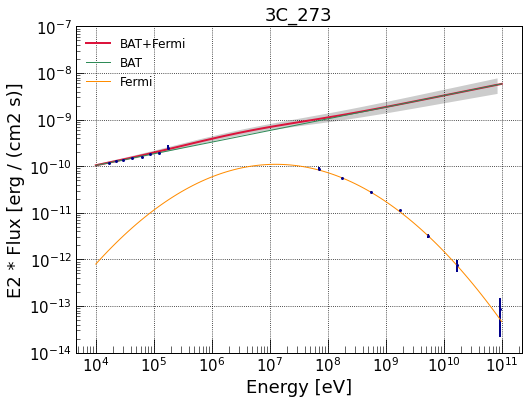 3C_273
BAT+Fermi
BAT
Fermi
E2 * Flux [erg / (cm2 s)]
10^-7
10^-8
10^-9
10^-10
10^-11
10^-12
10^-13
10^-14
10^4 10^5 10^6 10^7 10^8 10^9 10^10 10^11
Energy [eV]